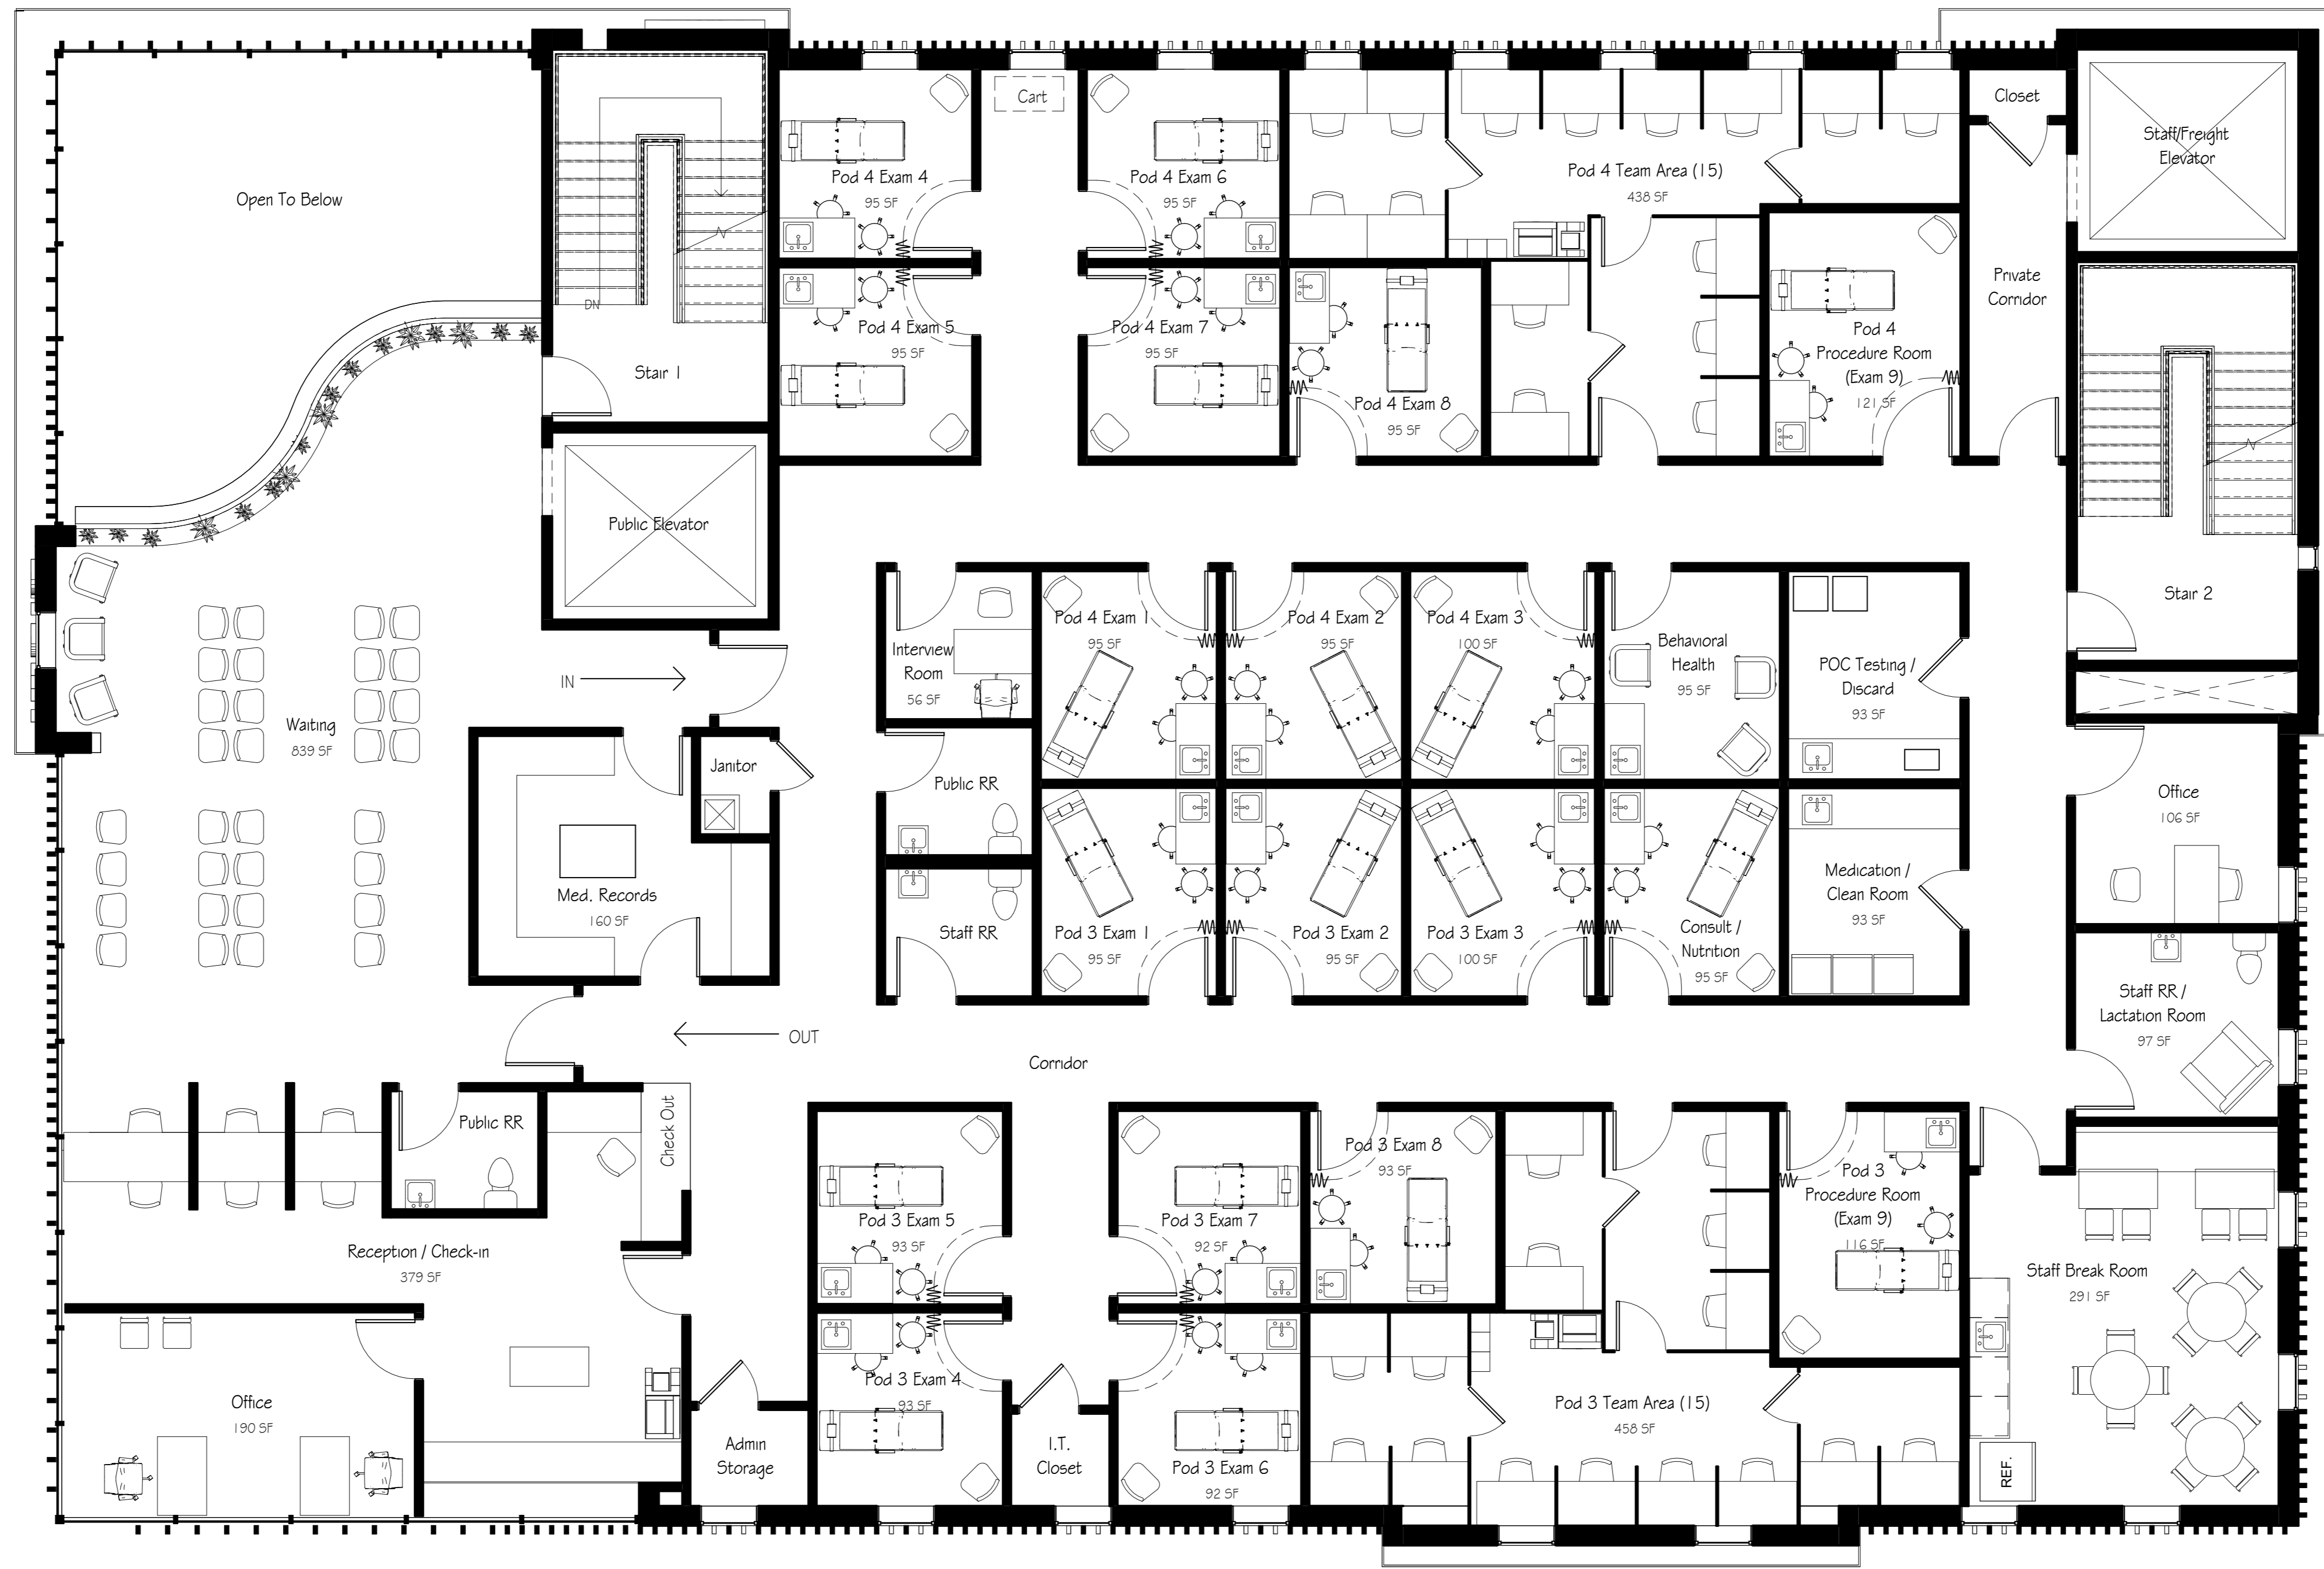 Open To Below
DN
Stair 1
Public Elevator
Pod 4 Exam 4
95 SF
Pod 4 Exam 5
95 SF
Cart
Pod 4 Exam 6
95 SF
Pod 4 Exam 7
95 SF
Pod 4 Exam 8
95 SF
Pod 4 Team Area (15)
438 SF
Pod 4
Procedure Room
(Exam 9)
121 SF
Closet
Private
Corridor
Staff/Freight
Elevator
Stair 2
IN
Waiting
839 SF
Med. Records
160 SF
Janitor
Interview
Room
56 SF
Public RR
Staff RR
Pod 4 Exam 1
95 SF
Pod 4 Exam 2
95 SF
Pod 4 Exam 3
100 SF
Behavioral
Health
95 SF
POC Testing /
Discard
93 SF
Pod 3 Exam 1
95 SF
Pod 3 Exam 2
95 SF
Pod 3 Exam 3
100 SF
Consult /
Nutrition
95 SF
Medication /
Clean Room
93 SF
Office
106 SF
Staff RR /
Lactation Room
97 SF
OUT
Corridor
Public RR
Check Out
Reception / Check-in
379 SF
Office
190 SF
Admin
Storage
Pod 3 Exam 5
93 SF
Pod 3 Exam 4
93 SF
I.T.
Closet
Pod 3 Exam 7
92 SF
Pod 3 Exam 6
92 SF
Pod 3 Exam 8
93 SF
Pod 3 Team Area (15)
458 SF
Pod 3
Procedure Room
(Exam 9)
116 SF
Staff Break Room
291 SF
REF.